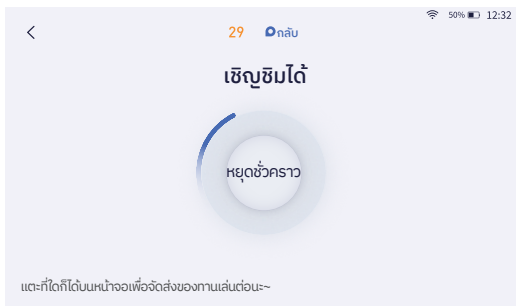 50% 12:32
29 กลับ
เชิญชิมได้
หยุดชั่วคราว
แตะที่ใดก็ได้บนหน้าจอเพื่อจัดส่งของทานเล่นต่อนะ~